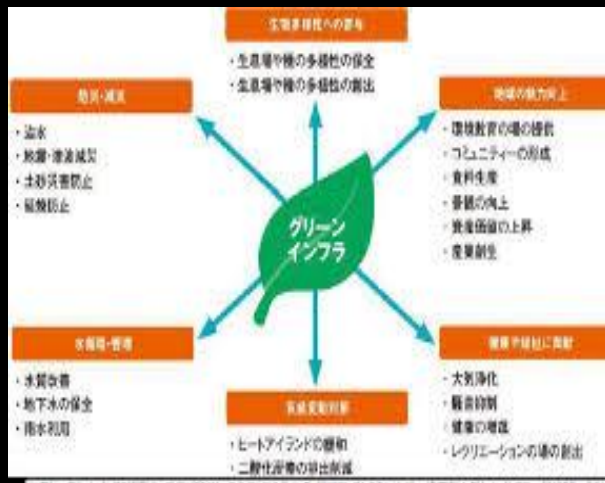 生物多様性への寄与
・生息場や種の多様性の保全
・生息場や種の多様性の創出
防災・減災
・治水
・地震・津波減災
・土砂災害防止
・延焼防止
地域の魅力向上
・環境教育の場の提供
・コミュニティーの形成
・食料生産
・景観の向上
・資産価値の上昇
・産業創生
グリーン
インフラ
水循環・管理
・水質改善
・地下水の保全
・雨水利用
気候変動対策
・ヒートアイランドの緩和
・二酸化炭素の排出削減
健康や福祉に貢献
・大気浄化
・騒音抑制
・健康の増進
・レクリエーションの場の創出